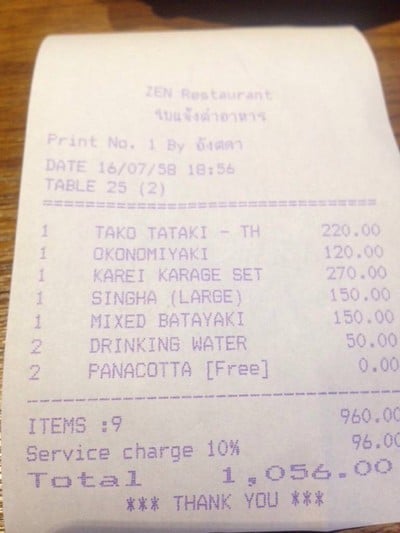 ZEN Restaurant
ใบแจ้งค่าอาหาร
Print No. 1 By อังศลา
DATE 16/07/58 18:56
TABLE 25 (2)
==================================
1 TAKO TATAKI - TH 220.00
1 OKONOMIYAKI 120.00
1 KAREI KARAGE SET 270.00
1 SINGHA (LARGE) 150.00
1 MIXED BATAYAKI 150.00
2 DRINKING WATER 50.00
2 PANACOTTA [Free] 0.00
----------------------------------
ITEMS :9 960.00
Service charge 10% 96.00
Total 1,056.00
*** THANK YOU ***